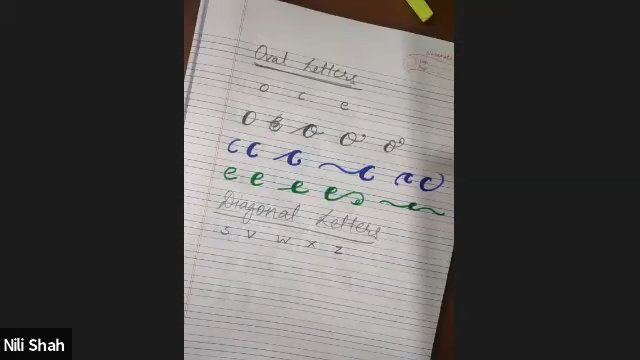 Oval Letters
o c e
o o o o o
c c c c c c
e e e e e
Diagonal Letters
s v w x z
Nili Shah